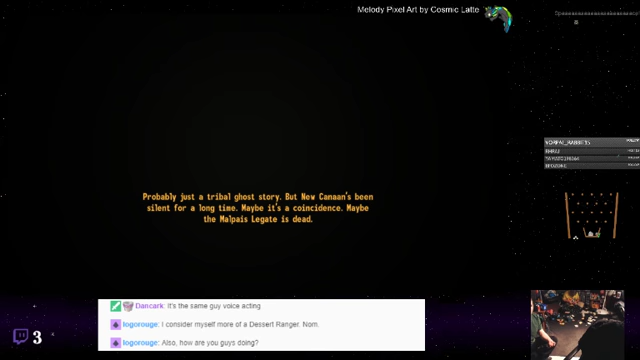 Melody Pixel Art by Cosmic Latte
VORPAL_RABBIT15
Probably just a tribal ghost story. But New Canaan's been
silent for a long time. Maybe it's a coincidence. Maybe
the Malpais Legate is dead.
Dancark: It's the same guy voice acting
logorouge: I consider myself more of a Dessert Ranger. Nom.
logorouge: Also, how are you guys doing?
3